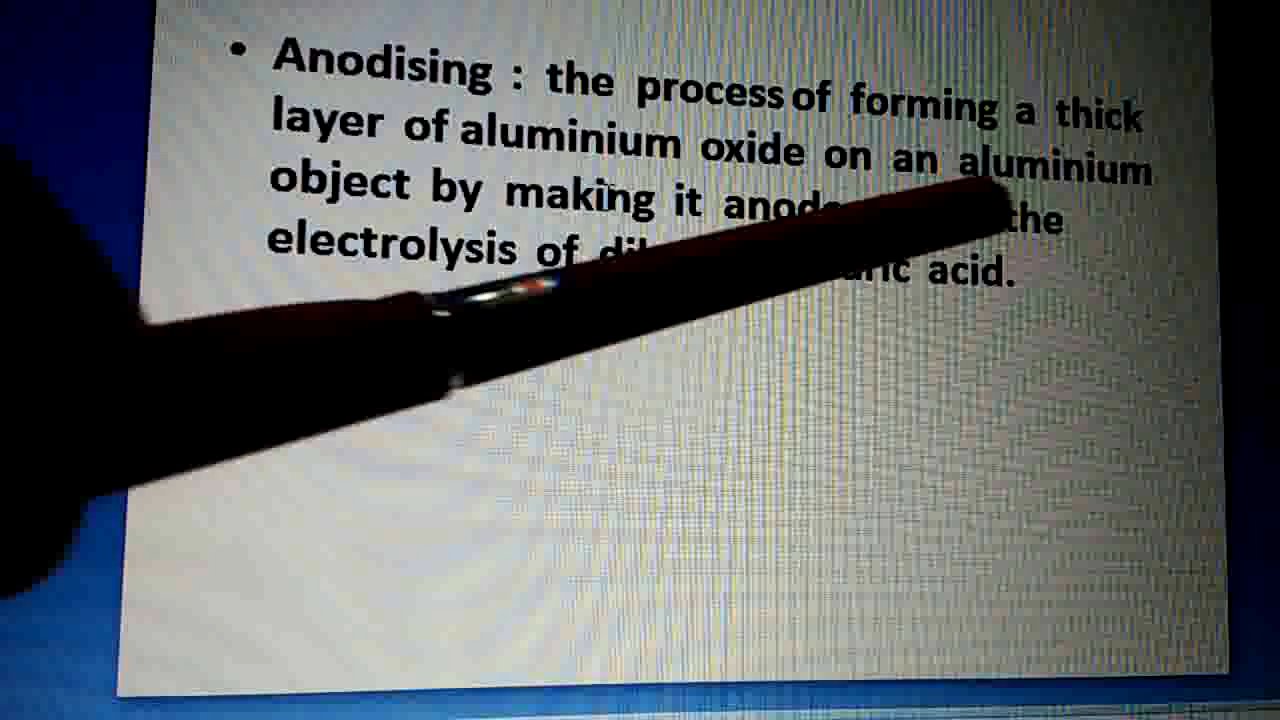 • Anodising : the process of forming a thick
layer of aluminium oxide on an aluminium
object by making it the
electrolysis of acid.